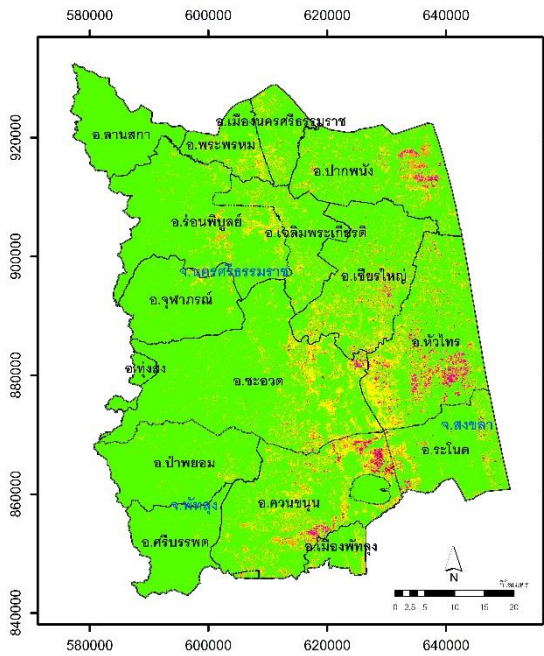 580000 600000 620000 640000
920000
900000
880000
860000
840000
อ.เมืองนครศรีธรรมราช
อ.ลานสกา
อ.พระพรหม
อ.ปากพนัง
อ.ร่อนพิบูลย์
อ.เฉลิมพระเกียรติ
จ.นครศรีธรรมราช
อ.เชียรใหญ่
อ.จุฬาภรณ์
อ.หัวไทร
อ.ทุ่งสง
อ.ชะอวด
จ.สงขลา
อ.ระโนด
อ.ป่าพยอม
อ.ควนขนุน
จ.พัทลุง
อ.ศรีบรรพต
อ.เมืองพัทลุง
N
0 2.5 5 10 15 20
580000 600000 620000 640000